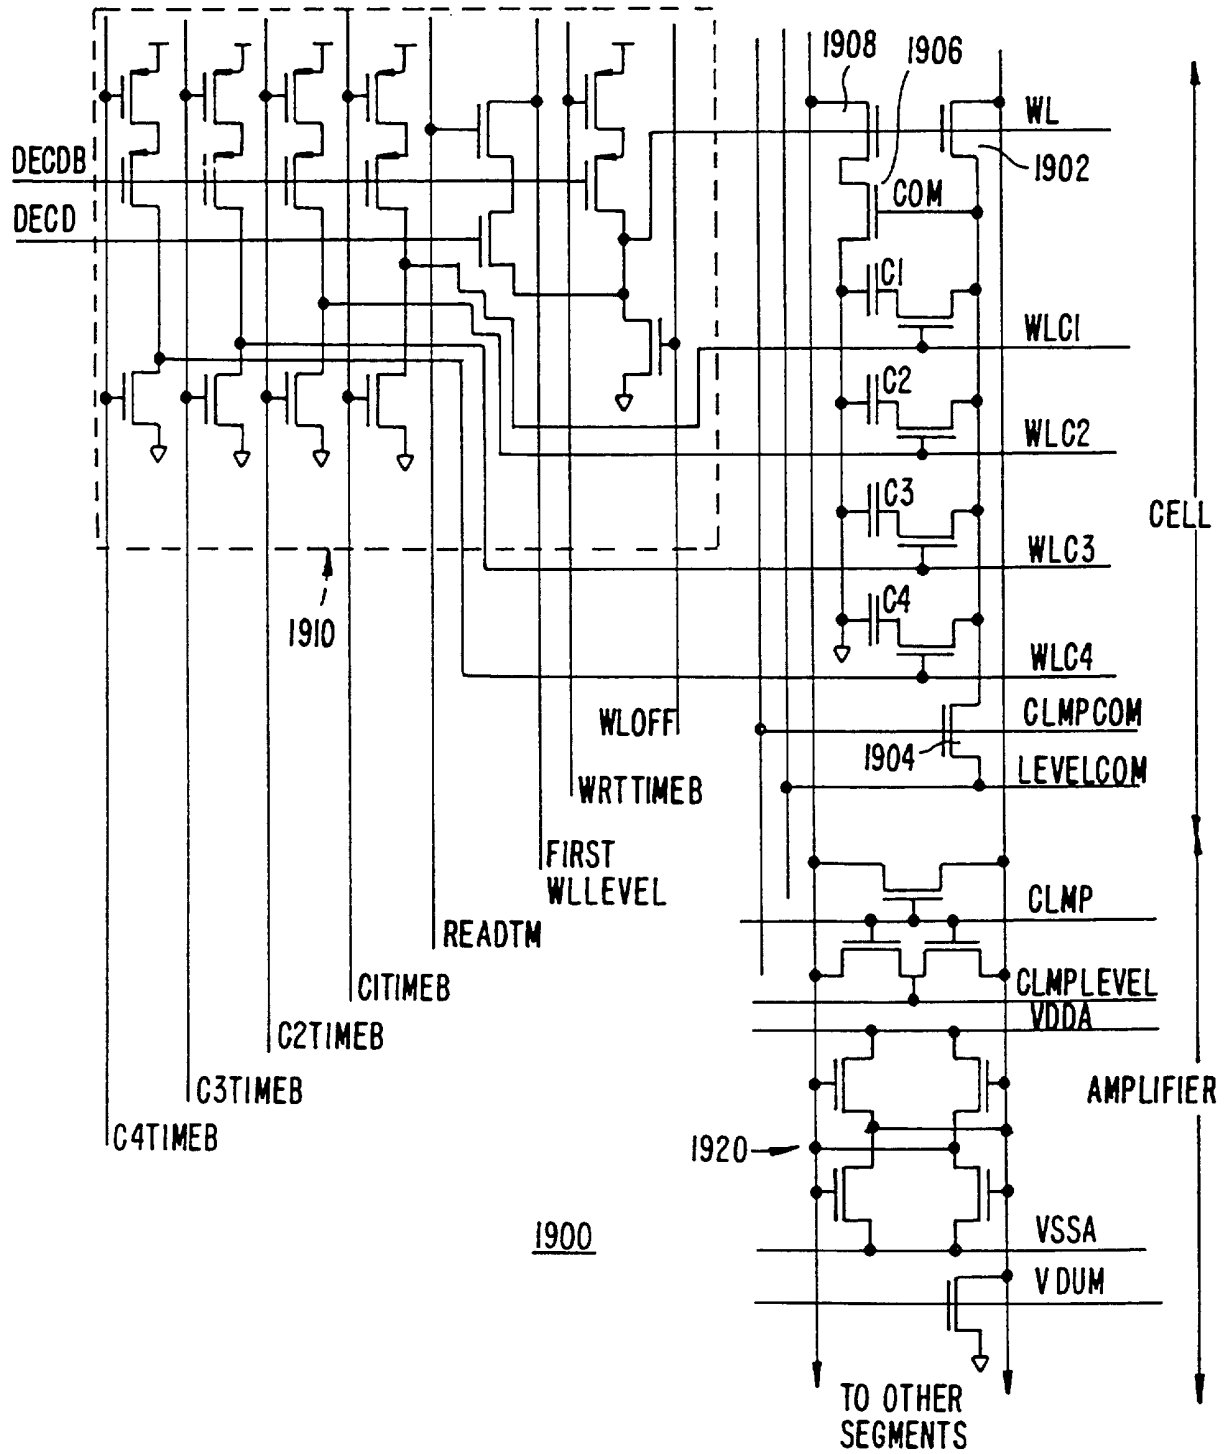 1908
1906
WL
1902
DECDB
COM
DECD
C1
WLC1
C2
WLC2
C3
CELL
WLC3
1910
C4
WLC4
WLOFF
CLMPCOM
1904
LEVELCOM
WRTTIMEB
FIRST
WLLEVEL
CLMP
READTM
C1TIMEB
CLMPLEVEL
VDDA
C2TIMEB
C3TIMEB
AMPLIFIER
C4TIMEB
1920
1900
VSSA
VDUM
TO OTHER
SEGMENTS